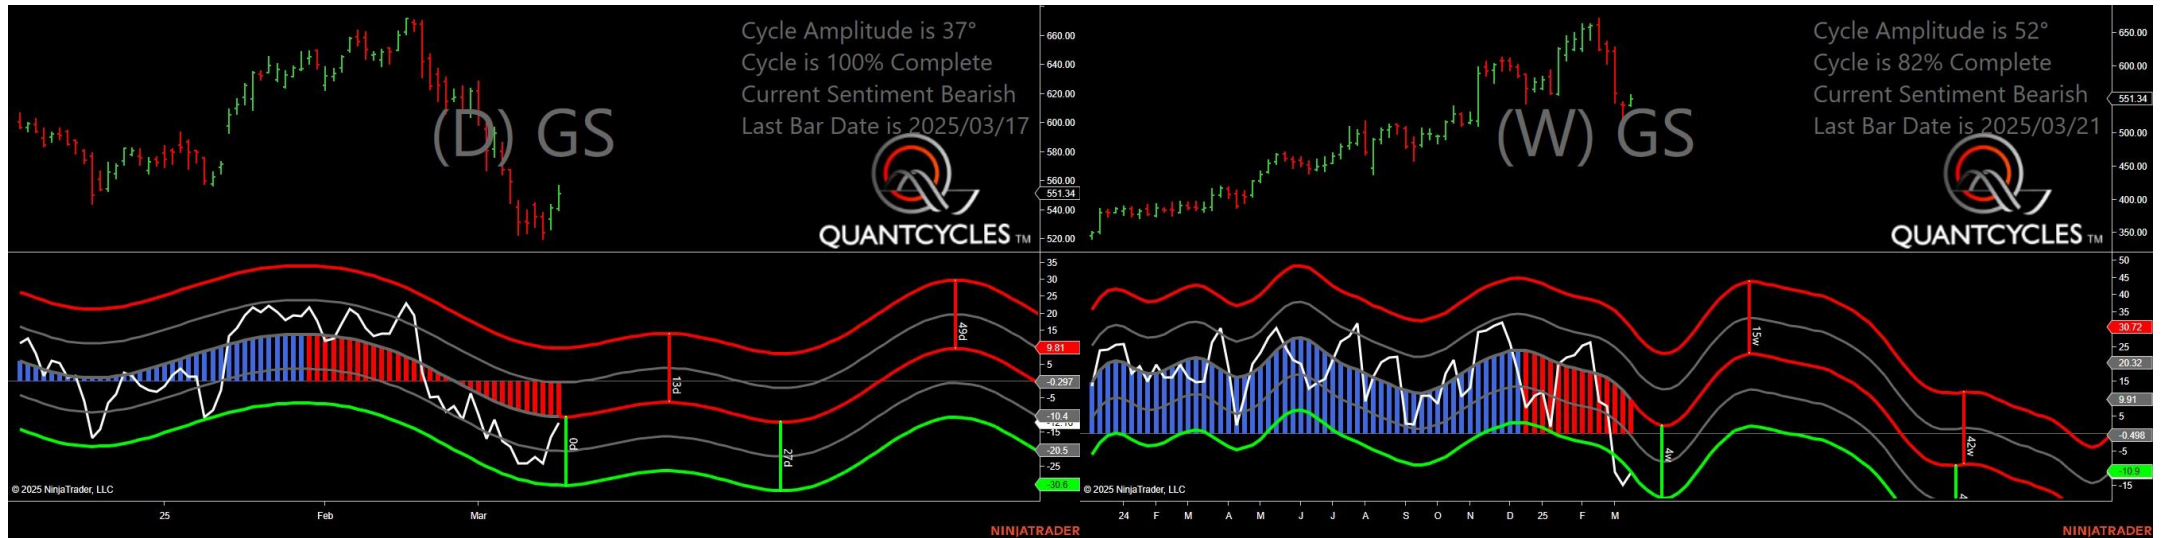 Cycle Amplitude is 37°
Cycle is 100% Complete
Current Sentiment Bearish
Last Bar Date is 2025/03/17
(D) GS
QUANTCYCLES TM
660.00
640.00
620.00
600.00
580.00
560.00
551.34
540.00
520.00
35
30
25
20
15
9.81
5
-0.297
-5
-10.4
-15
-20.5
-25
-30.6
0d
13d
27d
49d
© 2025 NinjaTrader, LLC
25
Feb
Mar
NINJATRADER
Cycle Amplitude is 52°
Cycle is 82% Complete
Current Sentiment Bearish
Last Bar Date is 2025/03/21
(W) GS
QUANTCYCLES TM
650.00
600.00
551.34
500.00
450.00
400.00
350.00
50
45
40
35
30.72
25
20.32
15
9.91
5
-0.498
-5
-10.9
-15
4w
15w
42w
4
© 2025 NinjaTrader, LLC
24 F M A M J J A S O N D 25 F M
NINJATRADER